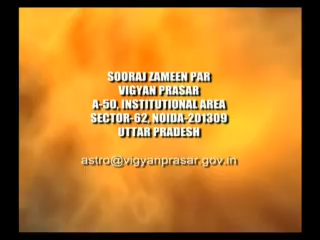 SOORAJ ZAMEEN PAR
VIGYAN PRASAR
A-50, INSTITUTIONAL AREA
SECTOR-62, NOIDA-201309
UTTAR PRADESH
astro@vigyanprasar.gov.in